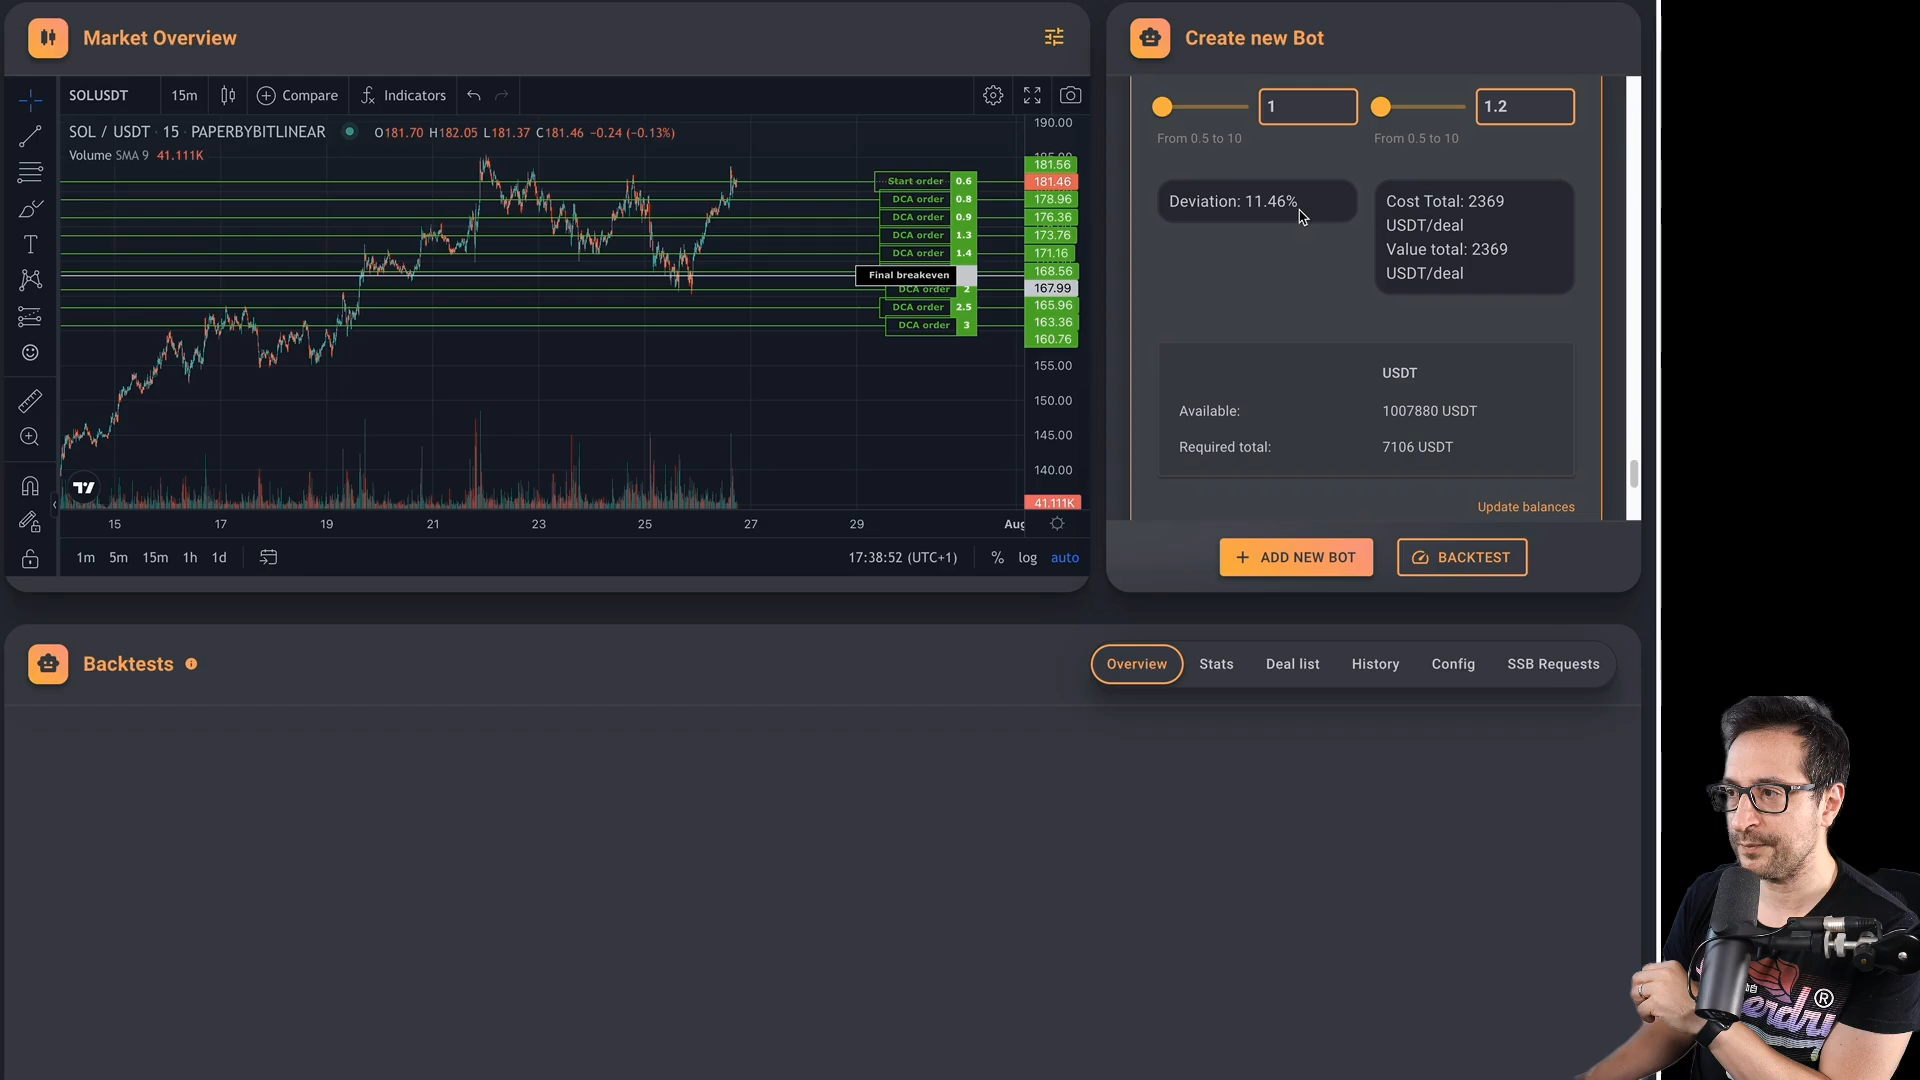 Market Overview
SOLUSDT
15m
Compare
Indicators
SOL / USDT · 15 · PAPERBYBITLINEAR
O181.70 H182.05 L181.37 C181.46 −0.24 (−0.13%)
Volume SMA 9 41.111K
190.00
181.56
Start order 0.6
181.46
DCA order 0.8
178.96
DCA order 0.9
176.36
DCA order 1.3
173.76
DCA order 1.4
171.16
Final breakeven
168.56
DCA order 2
167.99
DCA order 2.5
165.96
DCA order 3
163.36
160.76
155.00
150.00
145.00
140.00
41.111K
15
17
19
21
23
25
27
29
Aug
1m
5m
15m
1h
1d
17:38:52 (UTC+1)
%
log
auto
Create new Bot
1
1.2
From 0.5 to 10
From 0.5 to 10
Deviation: 11.46%
Cost Total: 2369
USDT/deal
Value total: 2369
USDT/deal
USDT
Available: 1007880 USDT
Required total: 7106 USDT
Update balances
+ ADD NEW BOT
BACKTEST
Backtests
Overview
Stats
Deal list
History
Config
SSB Requests